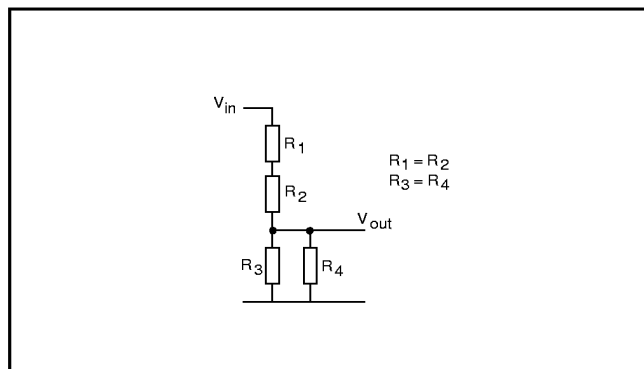 Vin
R1
R2
R1 = R2
R3 = R4
Vout
R3
R4